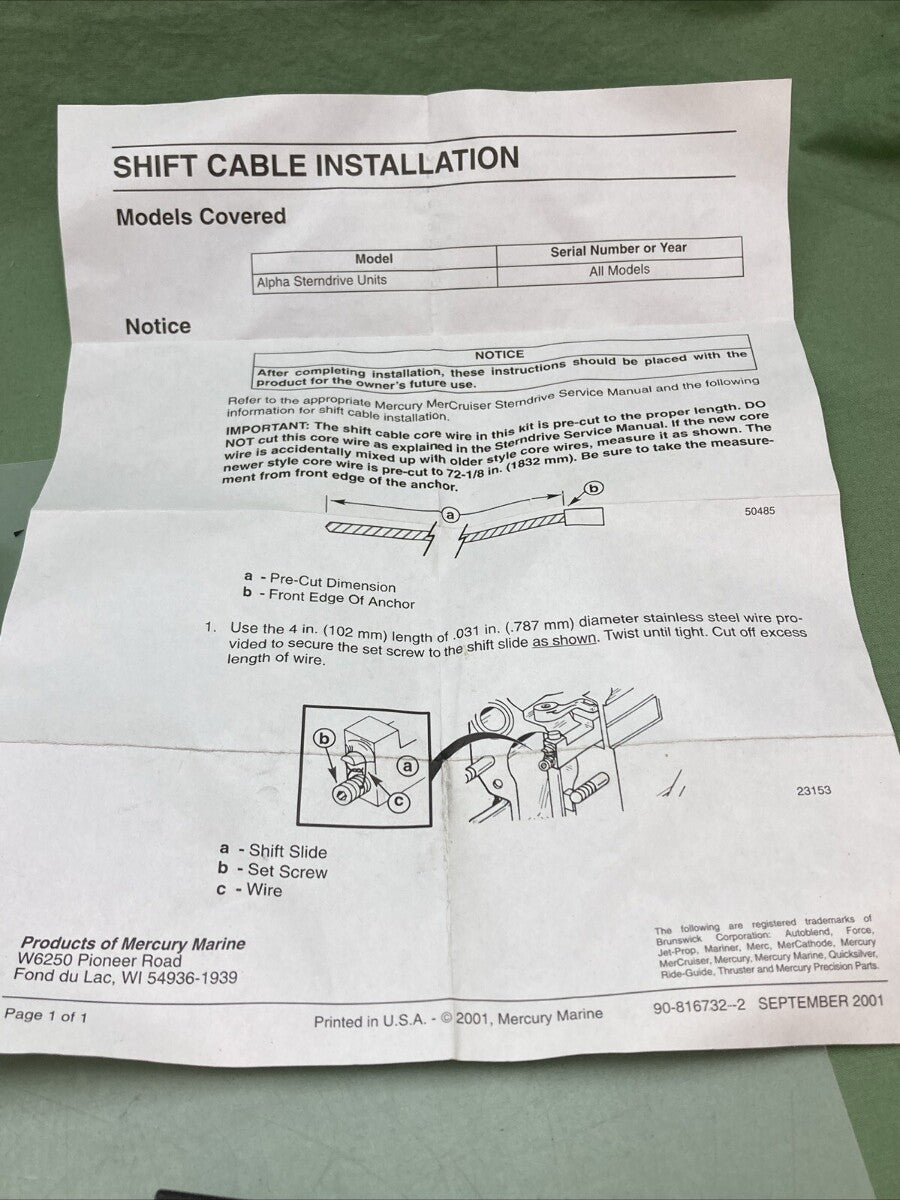 SHIFT CABLE INSTALLATION
Models Covered
Model Serial Number or Year
Alpha Sterndrive Units All Models
Notice
NOTICE
After completing installation, these instructions should be placed with the
product for the owner's future use.
Refer to the appropriate Mercury MerCruiser Sterndrive Service Manual and the following
information for shift cable installation.
IMPORTANT: The shift cable core wire in this kit is pre-cut to the proper length. DO
NOT cut this core wire as explained in the Sterndrive Service Manual. If the new core
wire is accidentally mixed up with older style core wires, measure it as shown. The
newer style core wire is pre-cut to 72-1/8 in. (1832 mm). Be sure to take the measure-
ment from front edge of the anchor.
b
a
50485
a - Pre-Cut Dimension
b - Front Edge Of Anchor
1. Use the 4 in. (102 mm) length of .031 in. (.787 mm) diameter stainless steel wire pro-
vided to secure the set screw to the shift slide as shown. Twist until tight. Cut off excess
length of wire.
b
a
c
23153
a - Shift Slide
b - Set Screw
c - Wire
Products of Mercury Marine
W6250 Pioneer Road
Fond du Lac, WI 54936-1939
The following are registered trademarks of
Brunswick Corporation: Autoblend, Force,
Jet-Prop, Mariner, Merc, MerCathode, Mercury
MerCruiser, Mercury, Mercury Marine, Quicksilver,
Ride-Guide, Thruster and Mercury Precision Parts.
Page 1 of 1
Printed in U.S.A. - © 2001, Mercury Marine
90-816732--2 SEPTEMBER 2001